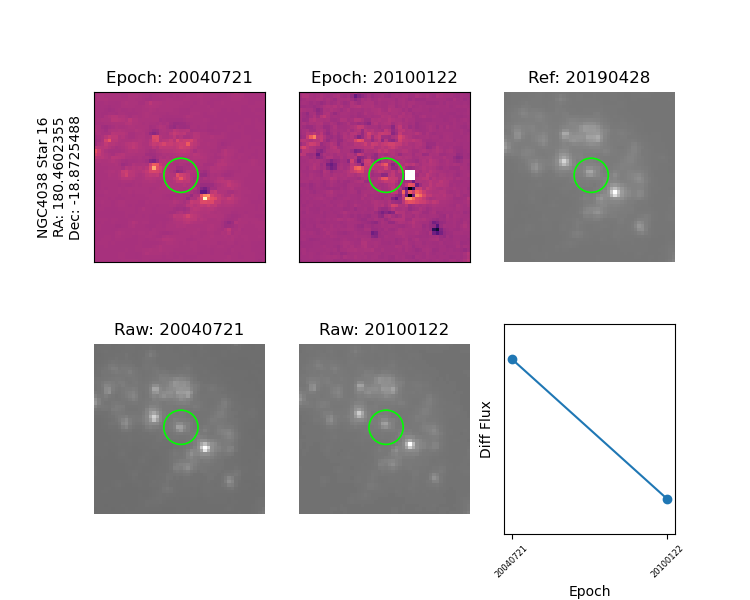 NGC4038 Star 16
RA: 180.4602355
Dec: -18.8725488
Epoch: 20040721
Epoch: 20100122
Ref: 20190428
Raw: 20040721
Raw: 20100122
Diff Flux
20040721
20100122
Epoch